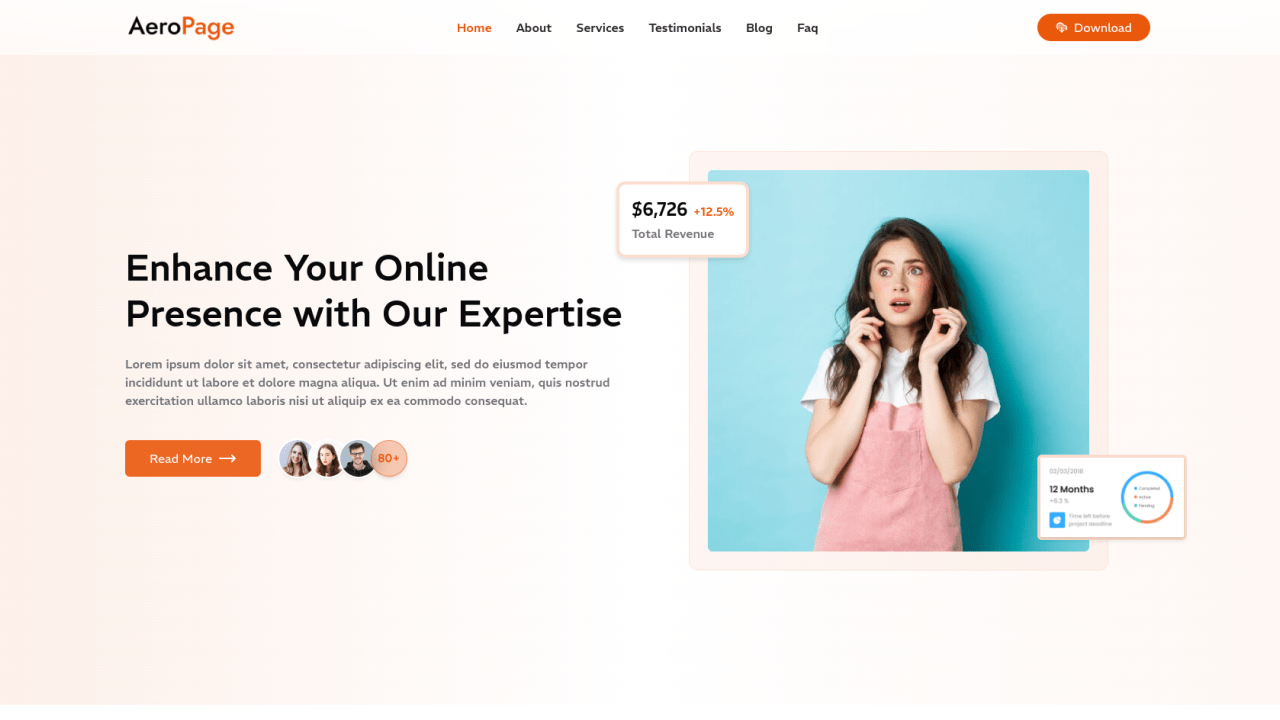 AeroPage
Home
About
Services
Testimonials
Blog
Faq
Download
Enhance Your Online
Presence with Our Expertise
Lorem ipsum dolor sit amet, consectetur adipiscing elit, sed do eiusmod tempor
incididunt ut labore et dolore magna aliqua. Ut enim ad minim veniam, quis nostrud
exercitation ullamco laboris nisi ut aliquip ex ea commodo consequat.
Read More
80+
$6,726 +12.5%
Total Revenue
02/03/2018
12 Months
+6.3 %
Time left before
project deadline
Completed
Active
Pending